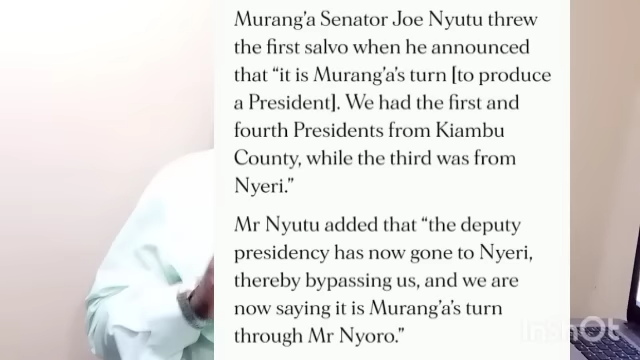 Murang’a Senator Joe Nyutu threw
the first salvo when he announced
that “it is Murang’a’s turn [to produce
a President]. We had the first and
fourth Presidents from Kiambu
County, while the third was from
Nyeri.”
Mr Nyutu added that “the deputy
presidency has now gone to Nyeri,
thereby bypassing us, and we are
now saying it is Murang’a’s turn
through Mr Nyoro.”
InShOt